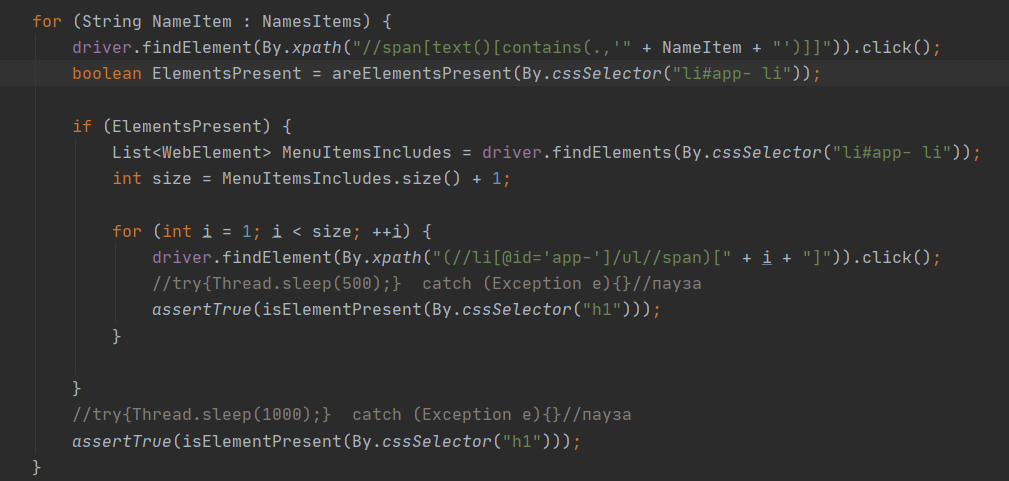 for (String NameItem : NamesItems) {
driver.findElement(By.xpath("//span[text()[contains(.,'" + NameItem + "')]]")).click();
boolean ElementsPresent = areElementsPresent(By.cssSelector("li#app- li"));
if (ElementsPresent) {
List<WebElement> MenuItemsIncludes = driver.findElements(By.cssSelector("li#app- li"));
int size = MenuItemsIncludes.size() + 1;
for (int i = 1; i < size; ++i) {
driver.findElement(By.xpath("(//li[@id='app-']/ul//span)[" + i + "]")).click();
//try{Thread.sleep(500);}  catch (Exception e){}//пауза
assertTrue(isElementPresent(By.cssSelector("h1")));
}
}
//try{Thread.sleep(1000);}  catch (Exception e){}//пауза
assertTrue(isElementPresent(By.cssSelector("h1")));
}